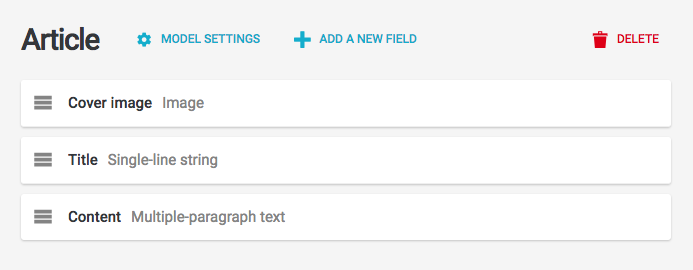 Article MODEL SETTINGS ADD A NEW FIELD DELETE
Cover image Image
Title Single-line string
Content Multiple-paragraph text